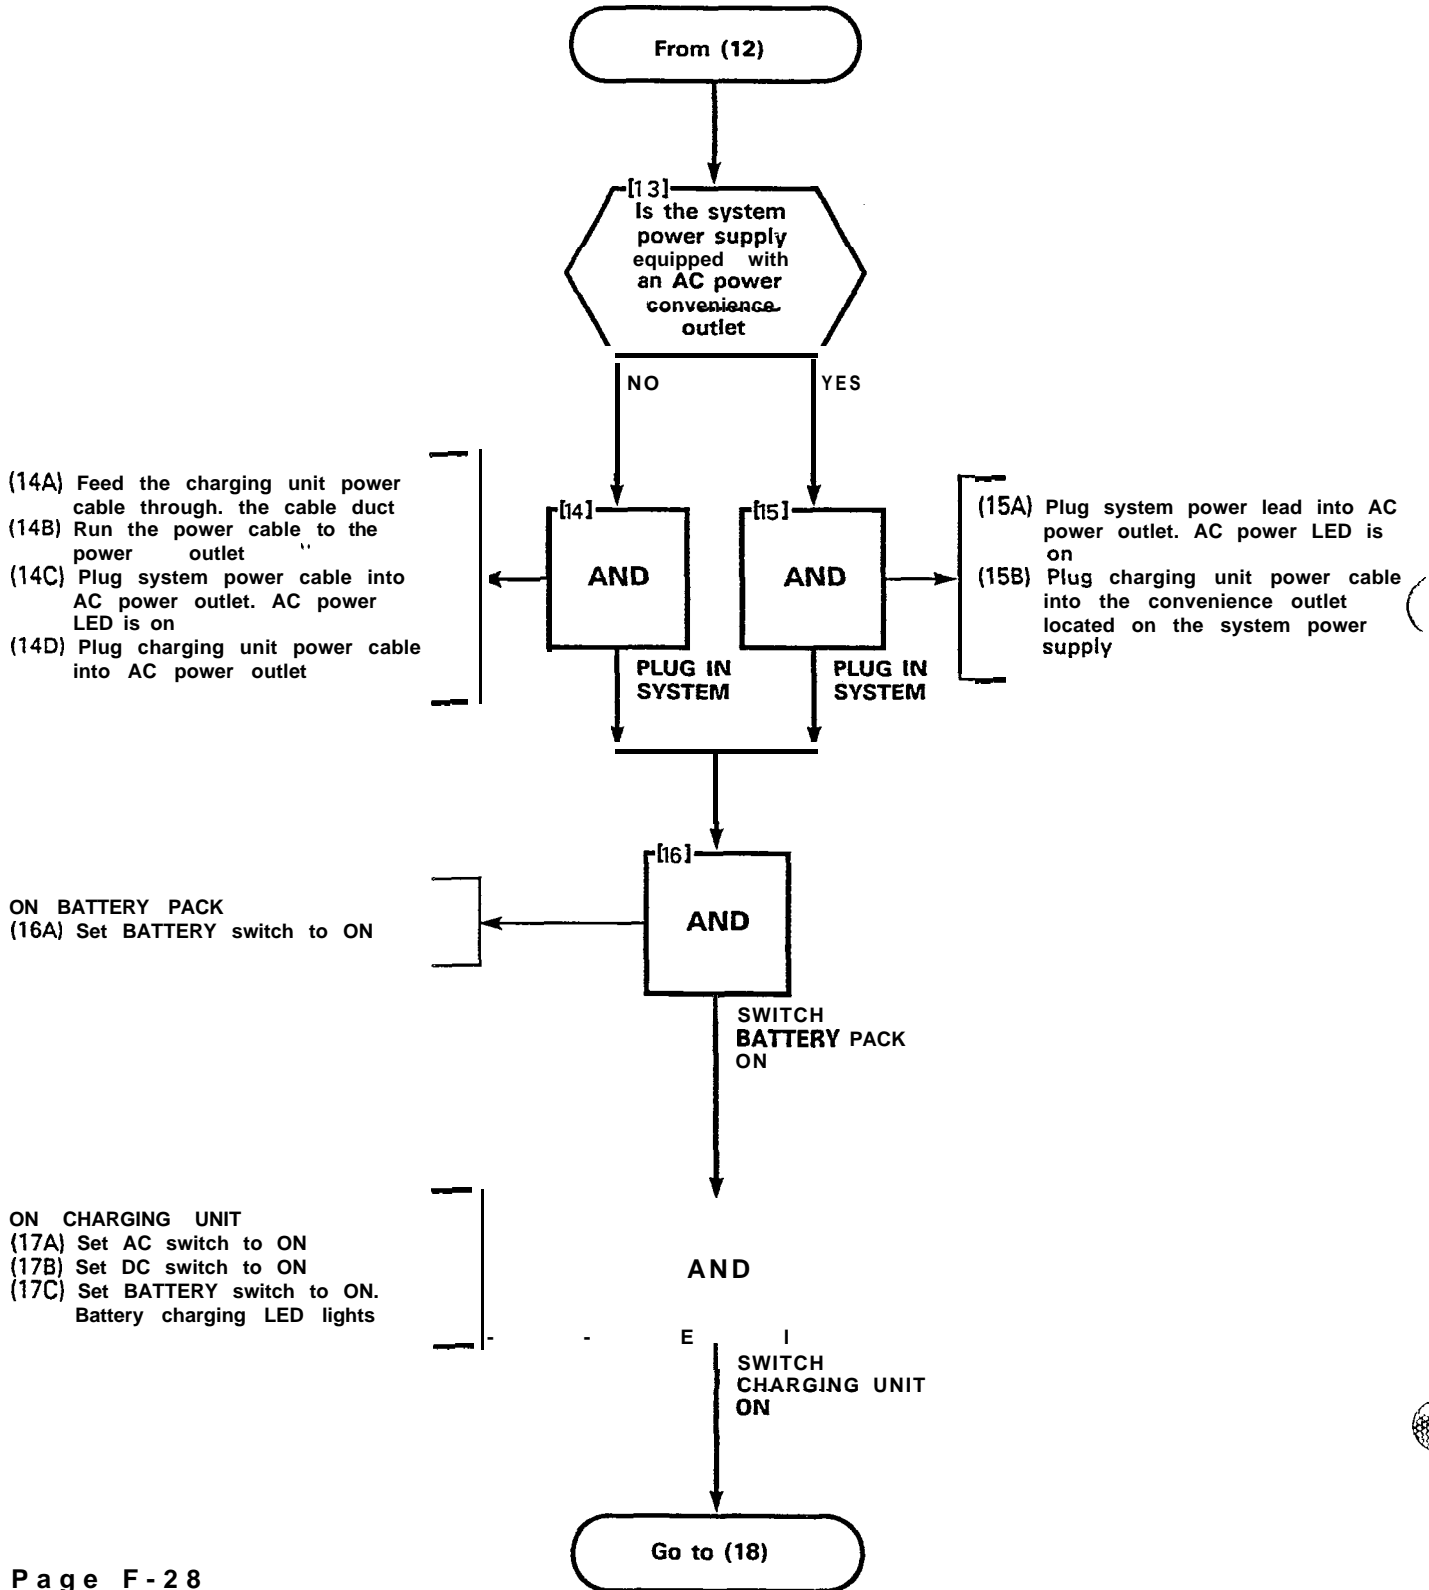 From (12)
[13]
Is the system
power supply
equipped with
an AC power
convenience
outlet
NO
YES
(14A) Feed the charging unit power
cable through. the cable duct
(14B) Run the power cable to the
power outlet
(14C) Plug system power cable into
AC power outlet. AC power
LED is on
(14D) Plug charging unit power cable
into AC power outlet
[14]
AND
PLUG IN
SYSTEM
[15]
AND
PLUG IN
SYSTEM
(15A) Plug system power lead into AC
power outlet. AC power LED is
on
(15B) Plug charging unit power cable
into the convenience outlet
located on the system power
supply
[16]
AND
ON BATTERY PACK
(16A) Set BATTERY switch to ON
SWITCH
BATTERY PACK
ON
ON CHARGING UNIT
(17A) Set AC switch to ON
(17B) Set DC switch to ON
(17C) Set BATTERY switch to ON.
Battery charging LED lights
AND
- - E I
SWITCH
CHARGING UNIT
ON
Go to (18)
Page F-28